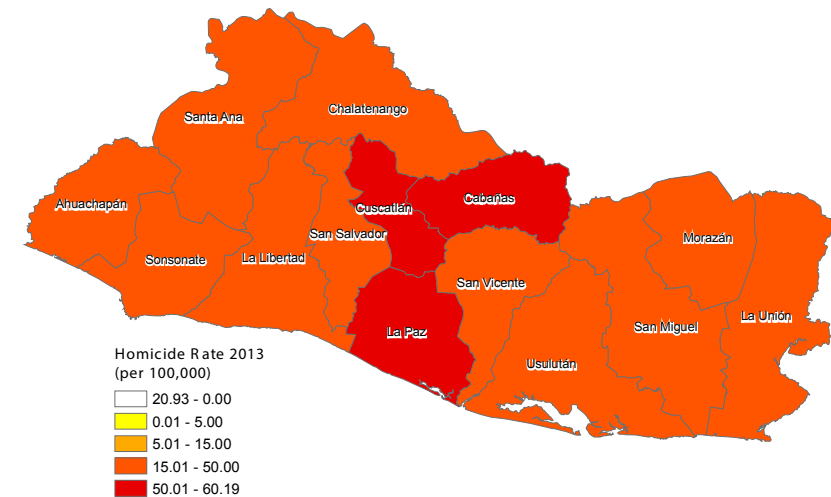 Santa Ana
Chalatenango
Ahuachapán
Cuscatlán
Cabañas
San Salvador
Morazán
Sonsonate
La Libertad
San Vicente
La Unión
San Miguel
La Paz
Usulután
Homicide Rate 2013
(per 100,000)
20.93 - 0.00
0.01 - 5.00
5.01 - 15.00
15.01 - 50.00
50.01 - 60.19